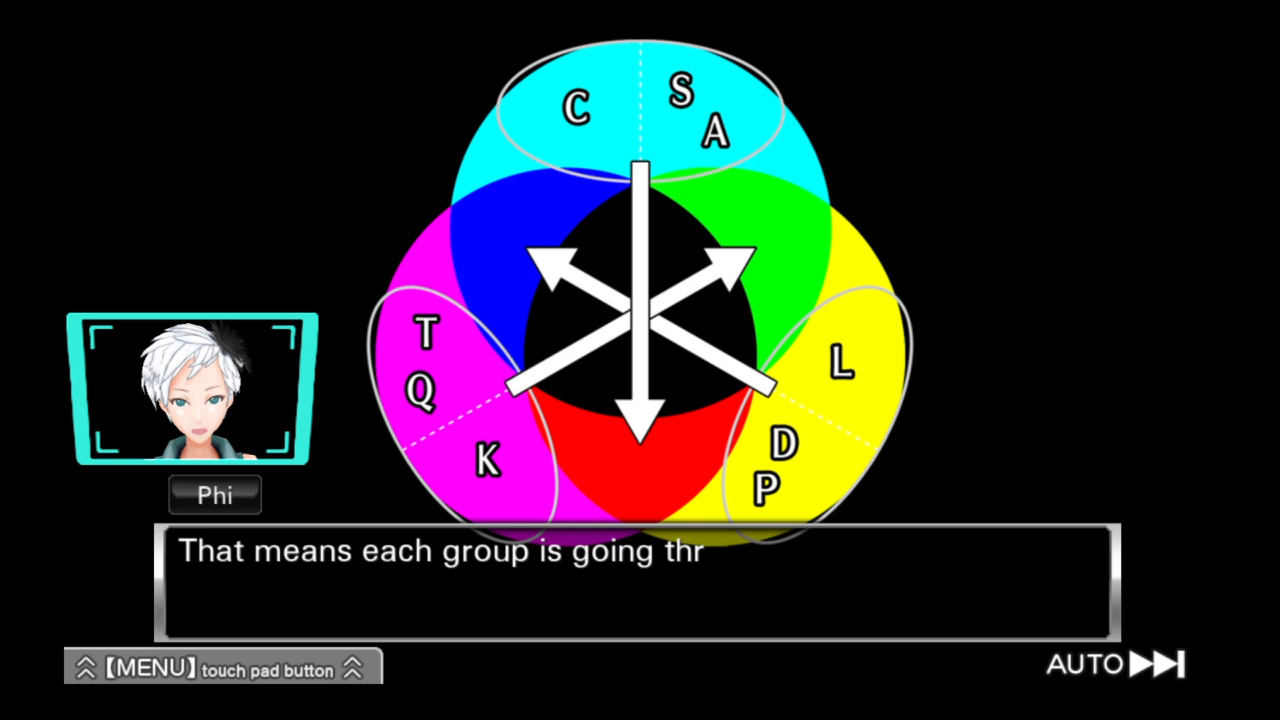 C S
A
T
L
Q
D
K
P
Phi
That means each group is going thr
【MENU】touch pad button
AUTO